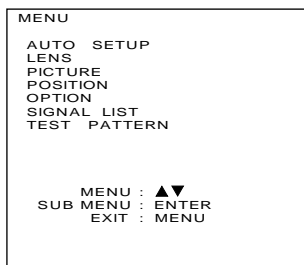 MENU
AUTO SETUP
LENS
PICTURE
POSITION
OPTION
SIGNAL LIST
TEST PATTERN
MENU : ▲▼
SUB MENU : ENTER
EXIT : MENU